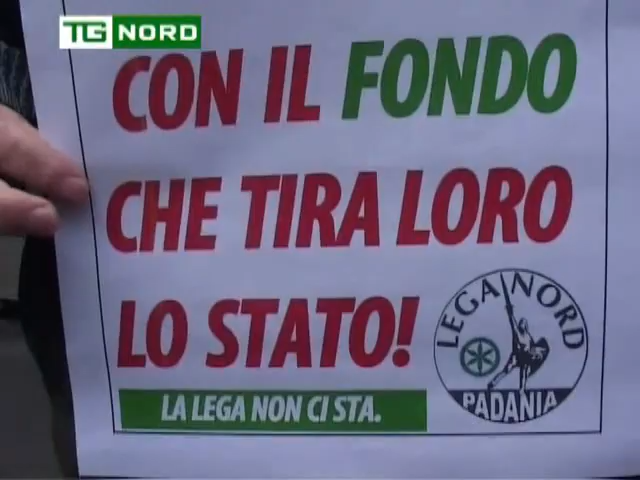 TG NORD
CON IL FONDO
CHE TIRA LORO
LO STATO!
LEGA NORD
PADANIA
LA LEGA NON CI STA.